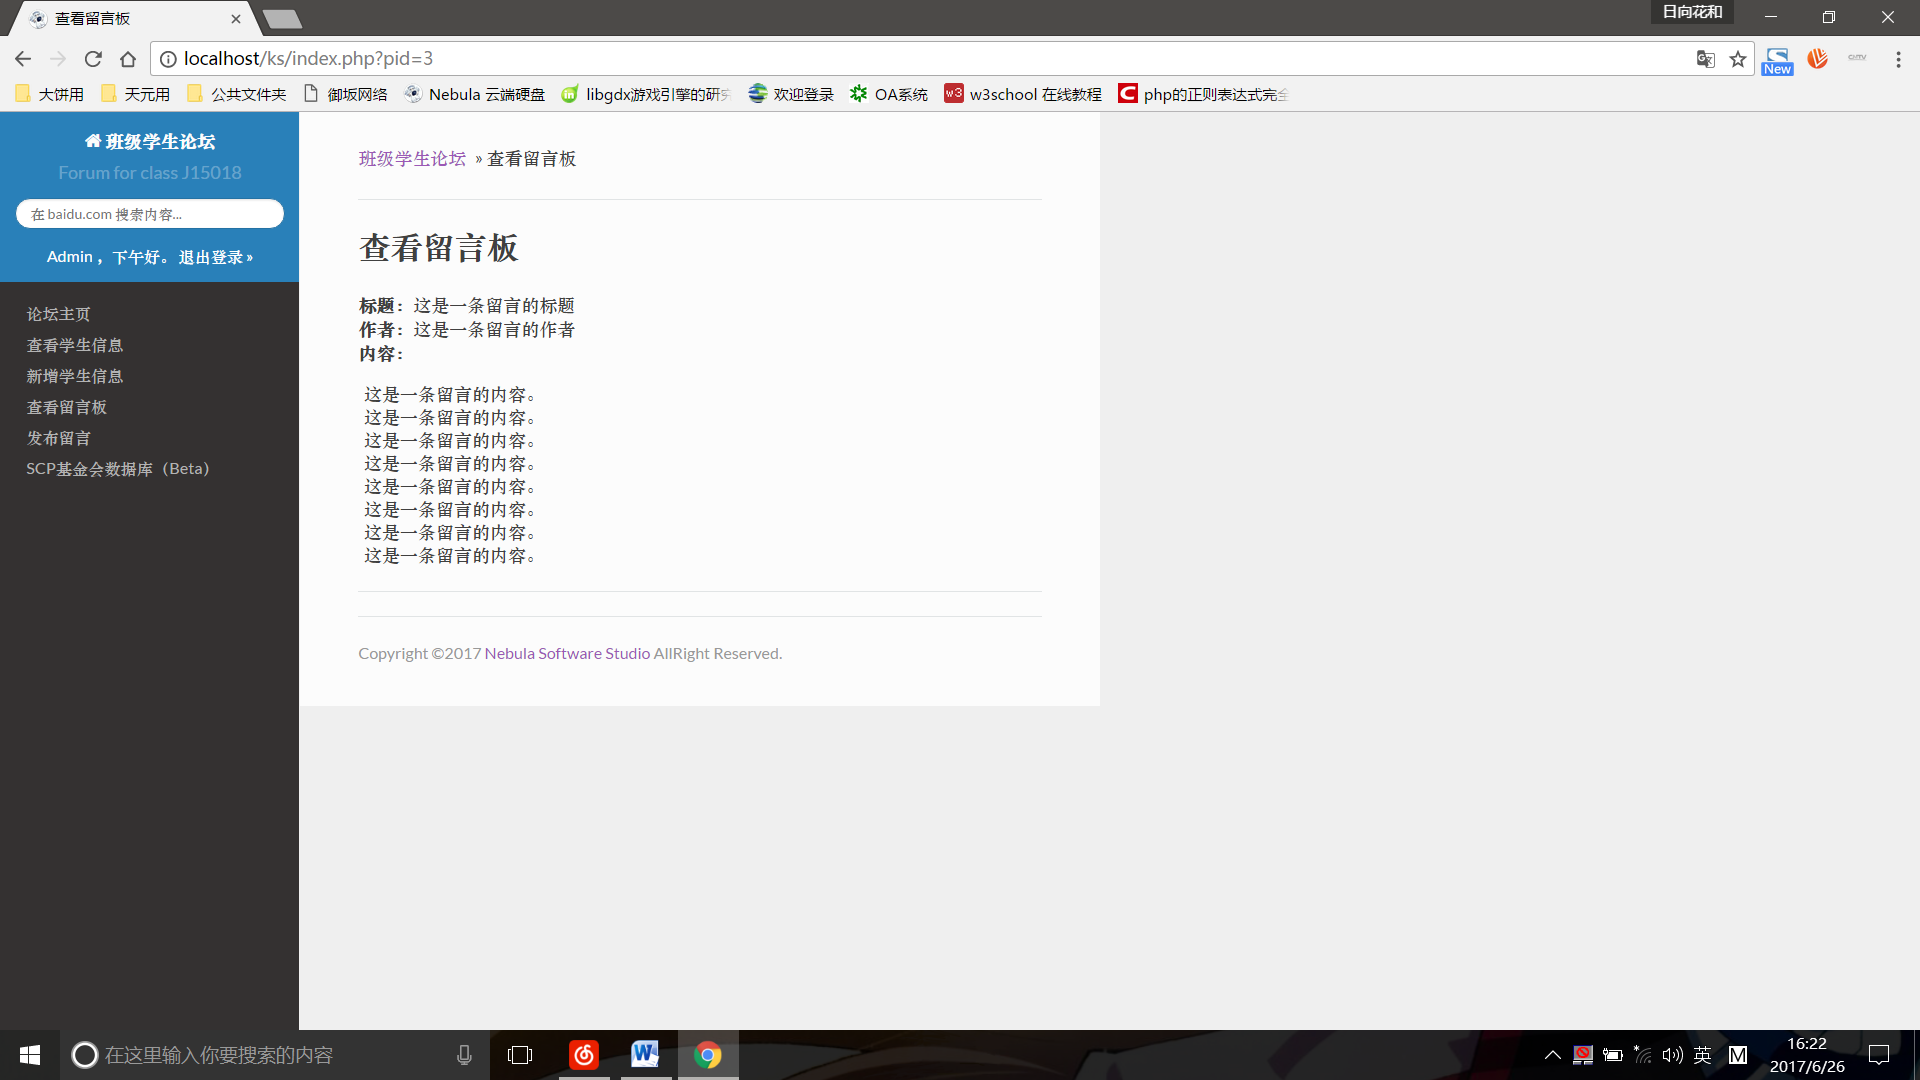 查看留言板
日向花和
localhost/ks/index.php?pid=3
New
大饼用
天元用
公共文件夹
御坂网络
Nebula 云端硬盘
libgdx游戏引擎的研
欢迎登录
OA系统
w3 w3school 在线教程
C php的正则表达式完
班级学生论坛
Forum for class J15018
在 baidu.com 搜索内容...
Admin ，下午好。退出登录 »
论坛主页
查看学生信息
新增学生信息
查看留言板
发布留言
SCP基金会数据库（Beta）
班级学生论坛 » 查看留言板
查看留言板
标题：这是一条留言的标题
作者：这是一条留言的作者
内容：
这是一条留言的内容。
这是一条留言的内容。
这是一条留言的内容。
这是一条留言的内容。
这是一条留言的内容。
这是一条留言的内容。
这是一条留言的内容。
这是一条留言的内容。
Copyright ©2017 Nebula Software Studio AllRight Reserved.
在这里输入你要搜索的内容
英
M
16:22
2017/6/26